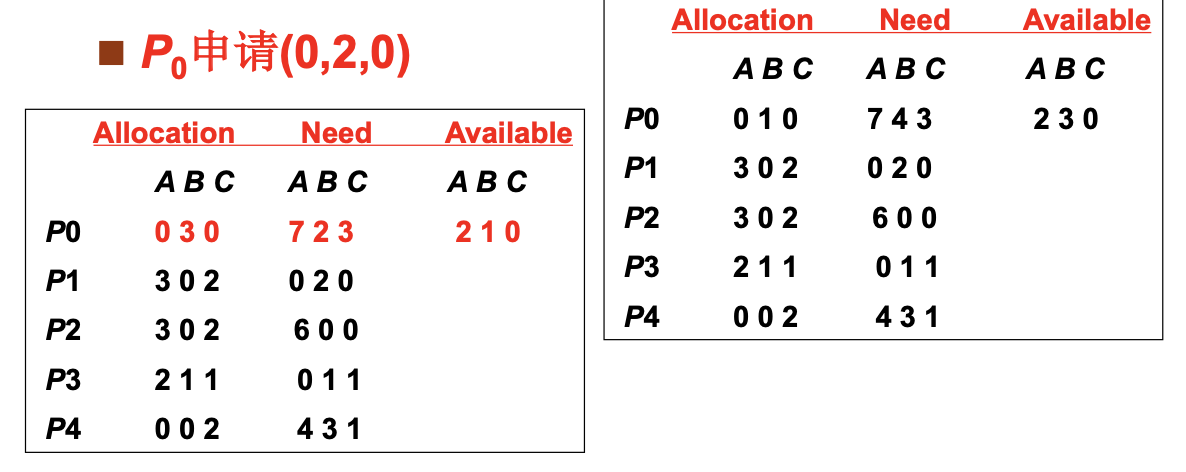 ■ P0申请(0,2,0)
Allocation Need Available
A B C A B C A B C
P0 0 3 0 7 2 3 2 1 0
P1 3 0 2 0 2 0
P2 3 0 2 6 0 0
P3 2 1 1 0 1 1
P4 0 0 2 4 3 1
Allocation Need Available
A B C A B C A B C
P0 0 1 0 7 4 3 2 3 0
P1 3 0 2 0 2 0
P2 3 0 2 6 0 0
P3 2 1 1 0 1 1
P4 0 0 2 4 3 1